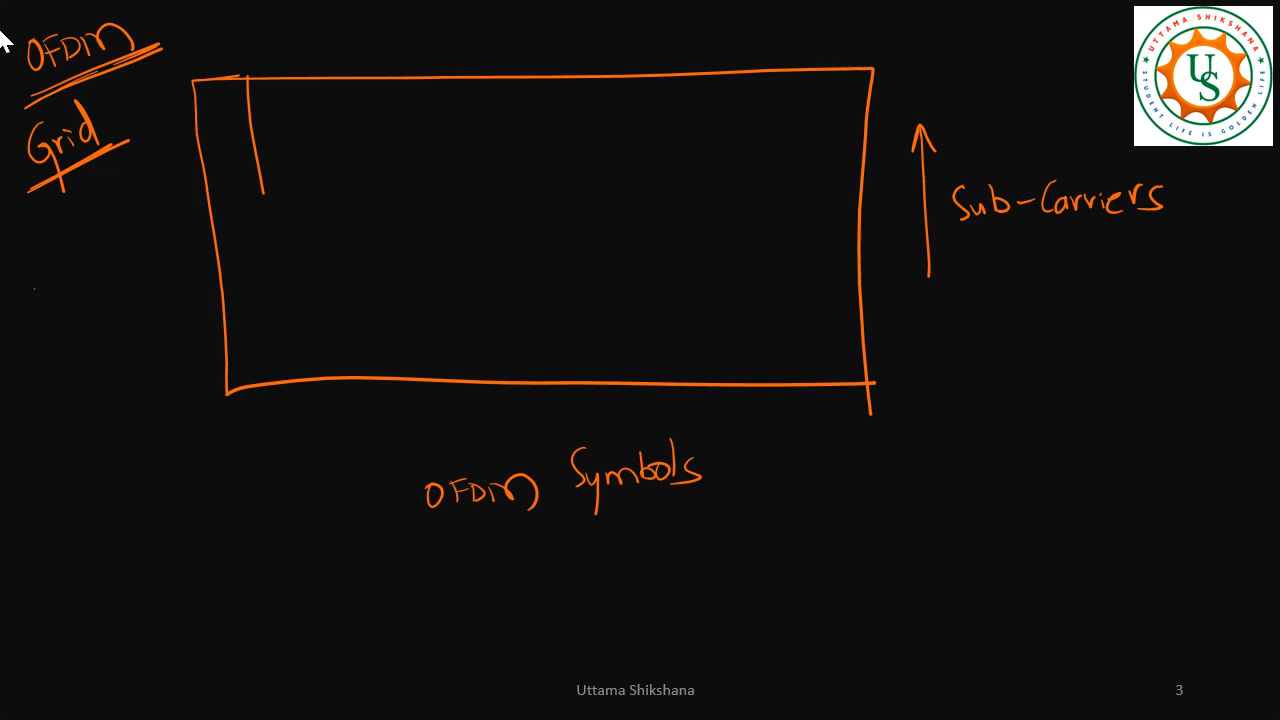 OFDM
Grid
UTTAMA SHIKSHANA
US
STUDENT LIFE IS GOLDEN LIFE
Sub-Carriers
OFDM Symbols
Uttama Shikshana
3